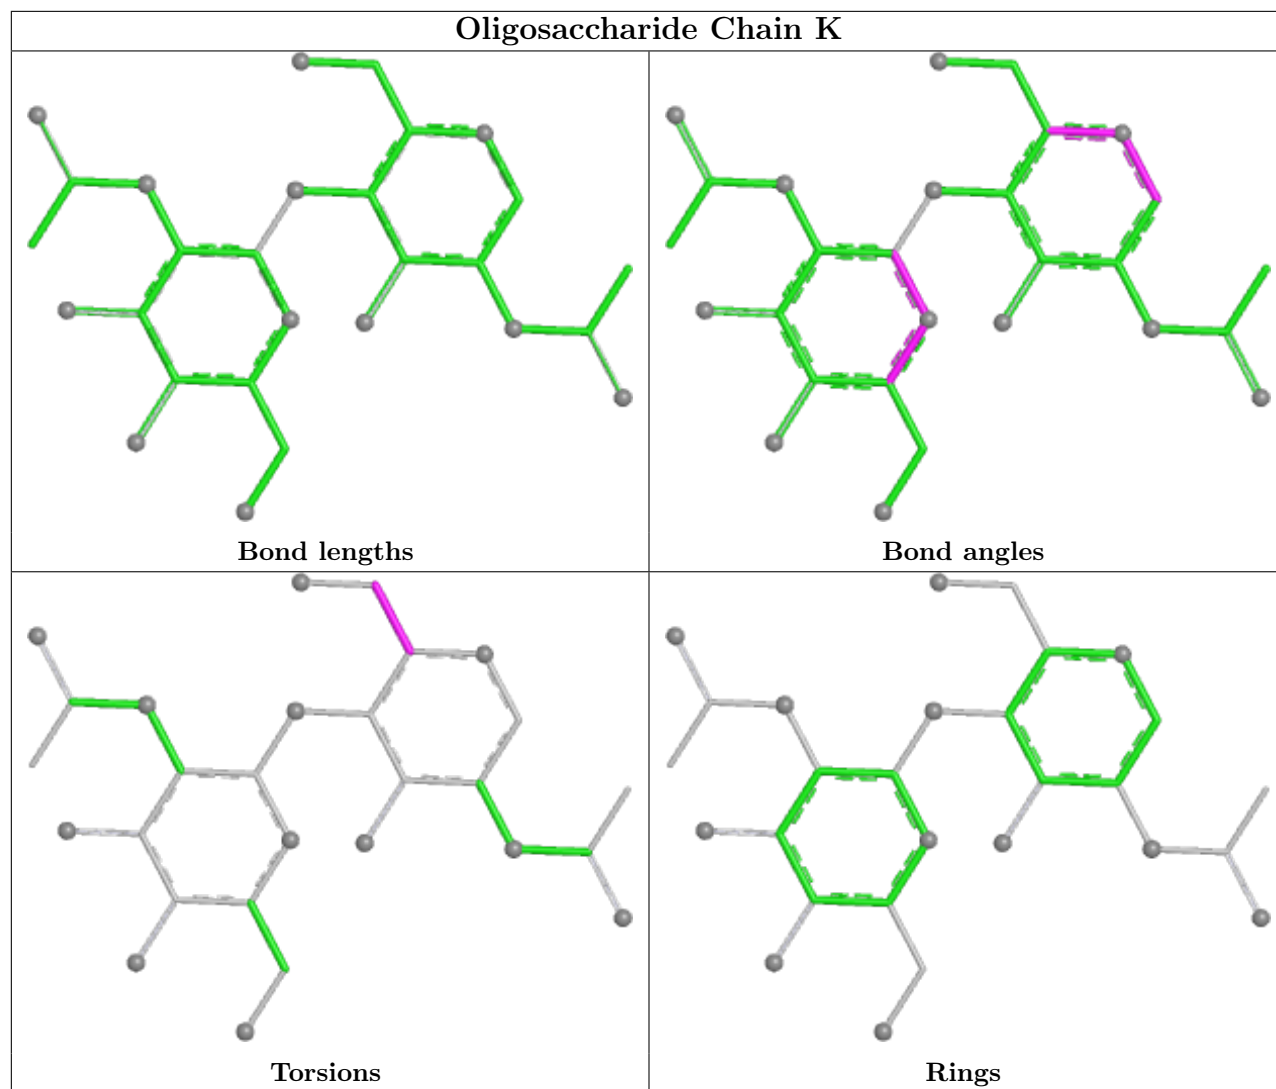 Oligosaccharide Chain K
Bond lengths
Bond angles
Torsions
Rings